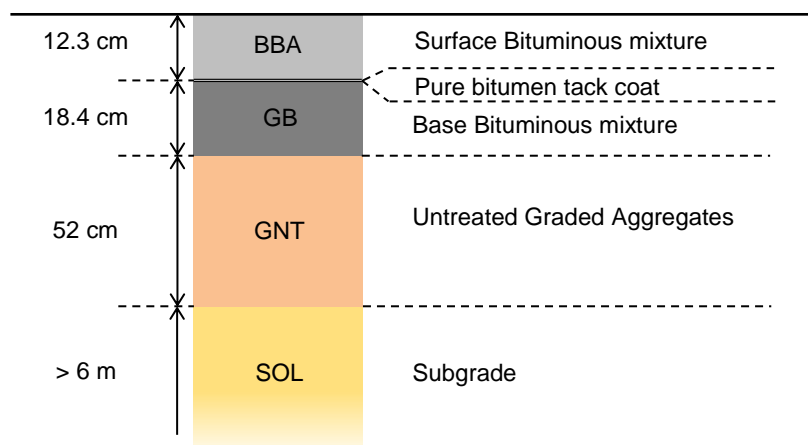 12.3 cm BBA Surface Bituminous mixture
Pure bitumen tack coat
18.4 cm GB Base Bituminous mixture
52 cm GNT Untreated Graded Aggregates
> 6 m SOL Subgrade